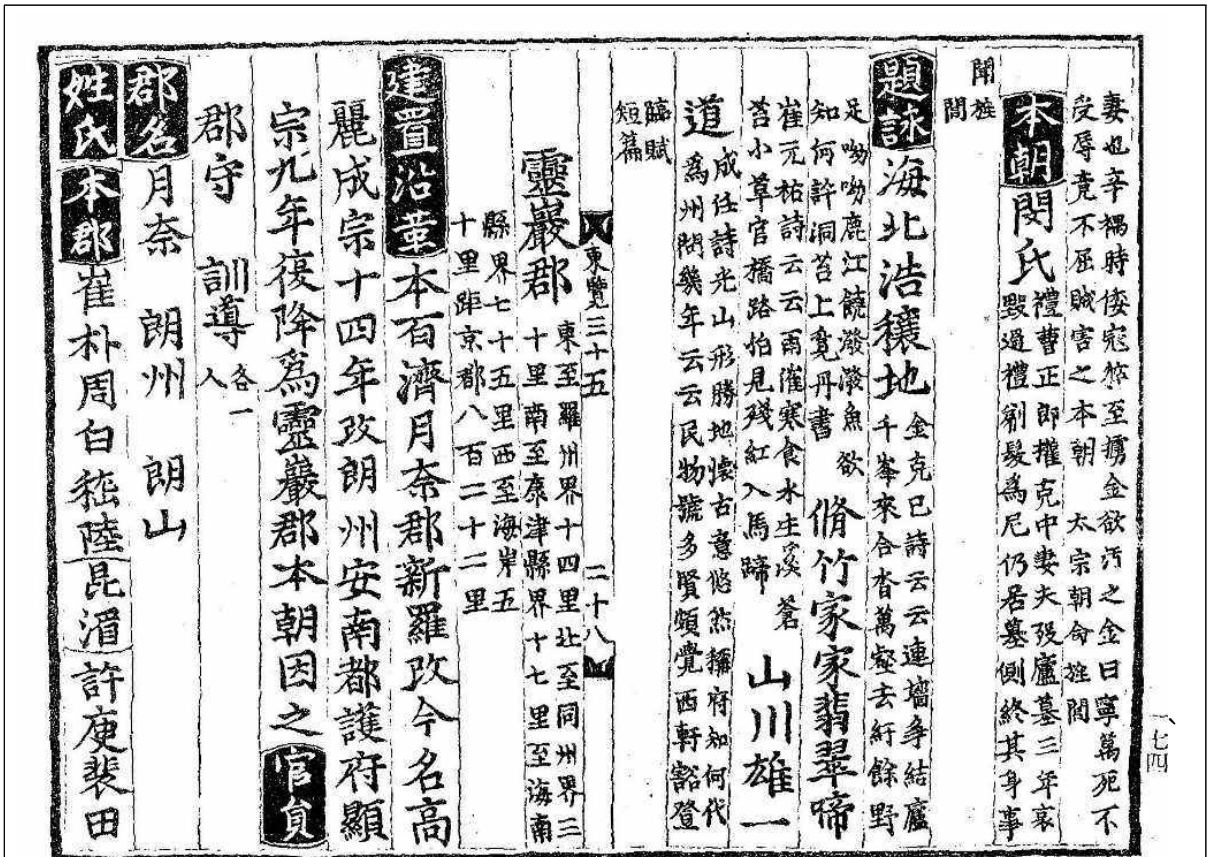 妻也辛禑時倭寇猝至擄金欲汚之金曰寧萬死不
受辱竟不屈賊害之本朝 太宗朝命旌閭
本朝 閔氏
禮曹正郎權克中妻夫歿廬墓三年哀
毀過禮削髮爲尼仍居墓側終其身事
聞旌
閭
題詠 海北浩穰地
金克己詩云云連墻爭結廬
千峯來合沓萬壑去紆餘野
足呦呦鹿江饒潑潑魚欲
知何許洞苔上覓丹書
脩竹家家翡翠啼
崔元祐詩云云雨催寒食水生溪蒼
苔小草官橋路怕見殘紅入馬蹄
山川雄一
道
成任詩光山形勝地懷古意悠然稱府知何代
爲州問幾年云云民物號多賢頓覺西軒豁登
臨賦
短篇
東覽三十五 二十八
靈巖郡
東至羅州界十四里北至同州界三
十里南至康津縣界十七里至海南
縣界七十五里西至海岸五
十里距京都八百二十二里
建置沿革 本百濟月奈郡新羅改今名高
麗成宗十四年改朗州安南都護府顯
宗九年復降爲靈巖郡本朝因之 官員
郡守 訓導
各一
人
郡名 月奈 朗州 朗山
姓氏 本郡 崔朴周白嵇陸 昆湄 許庾裴田
一、七四